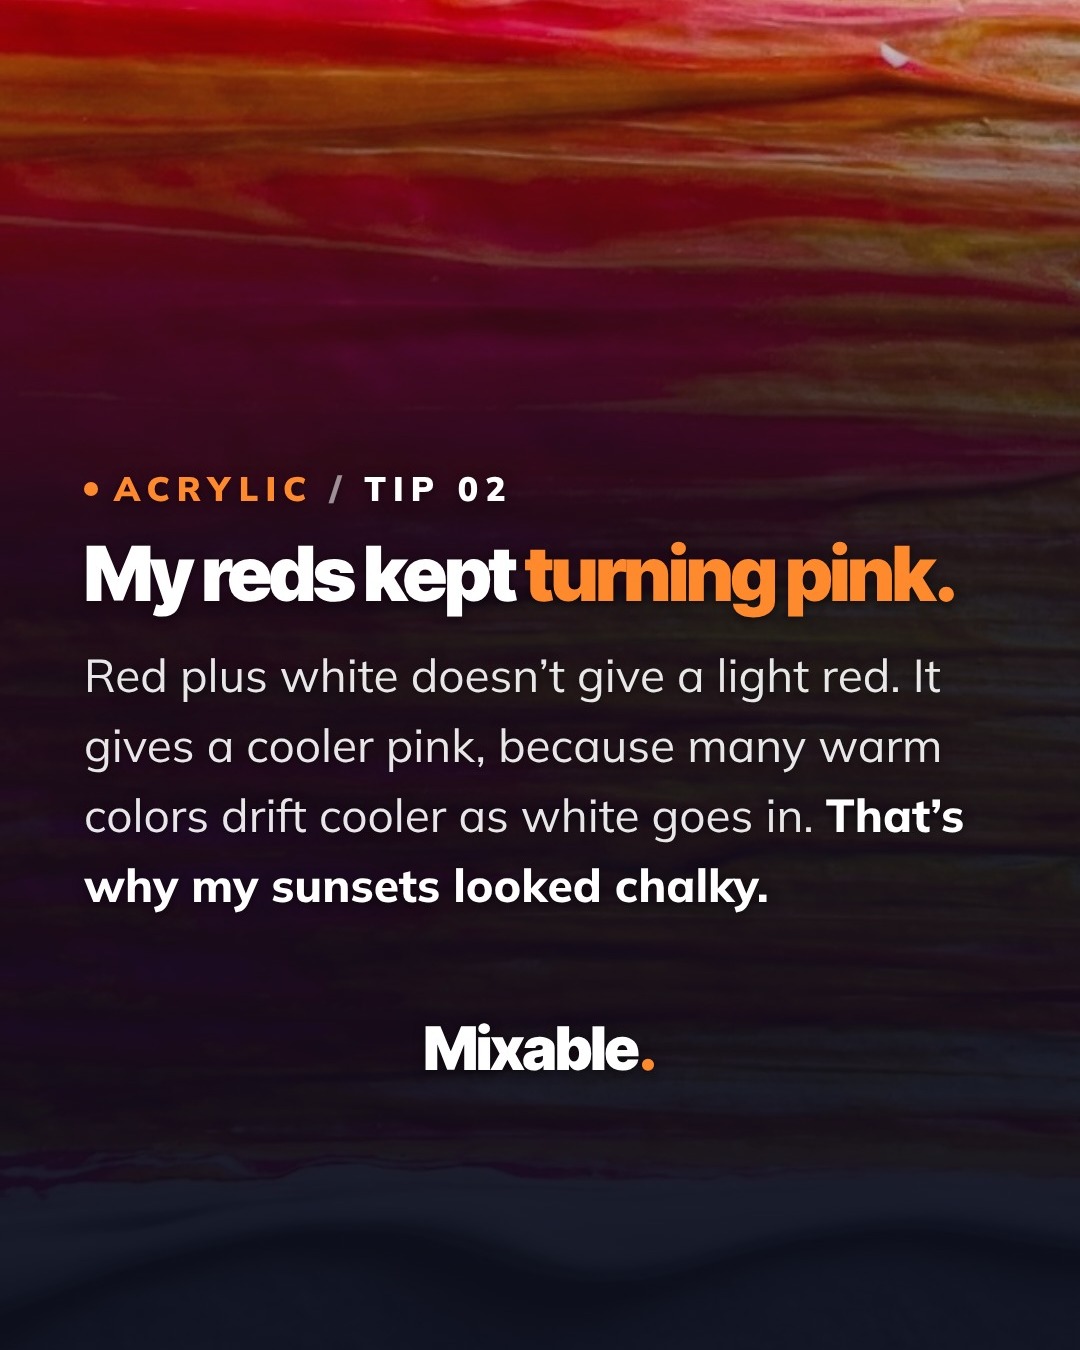 • ACRYLIC / TIP 02
My reds kept turning pink.
Red plus white doesn’t give a light red. It
gives a cooler pink, because many warm
colors drift cooler as white goes in. That’s
why my sunsets looked chalky.
Mixable.